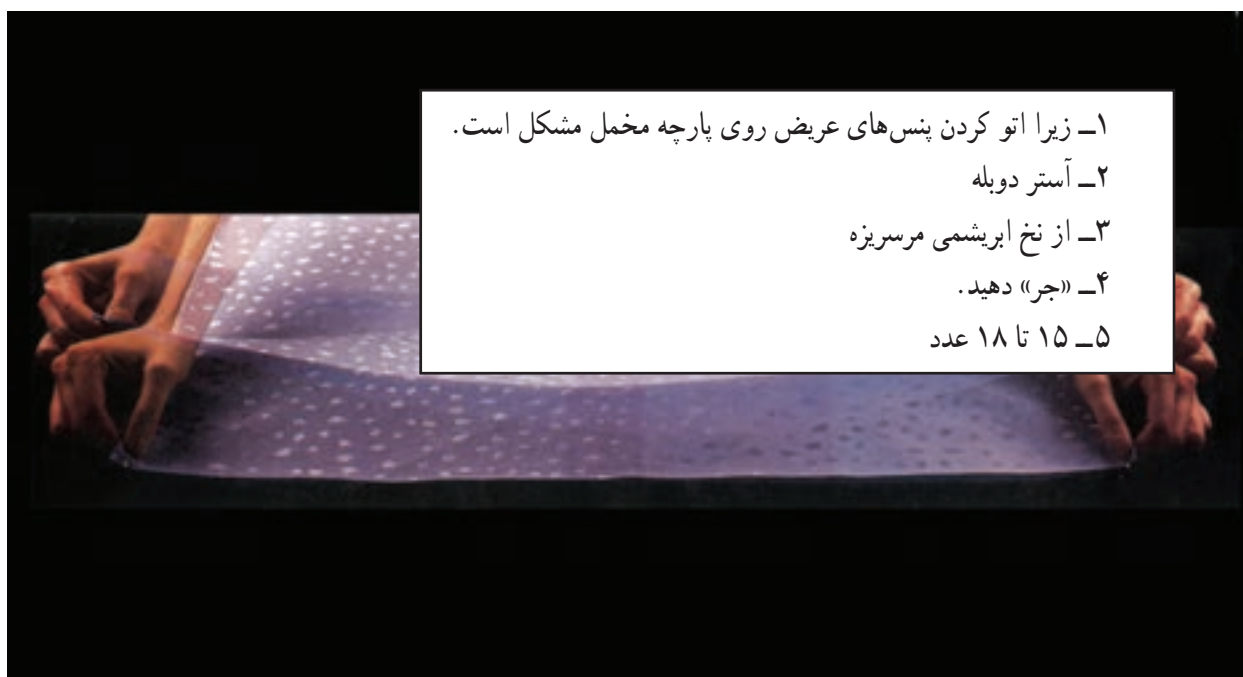 ۱ــ زیرا اتو کردن پنس‌های عریض روی پارچه مخمل مشکل است.
۲ــ آستر دوبله
۳ــ از نخ ابریشمی مرسریزه
۴ــ «جر» دهید.
۵ــ ۱۵ تا ۱۸ عدد